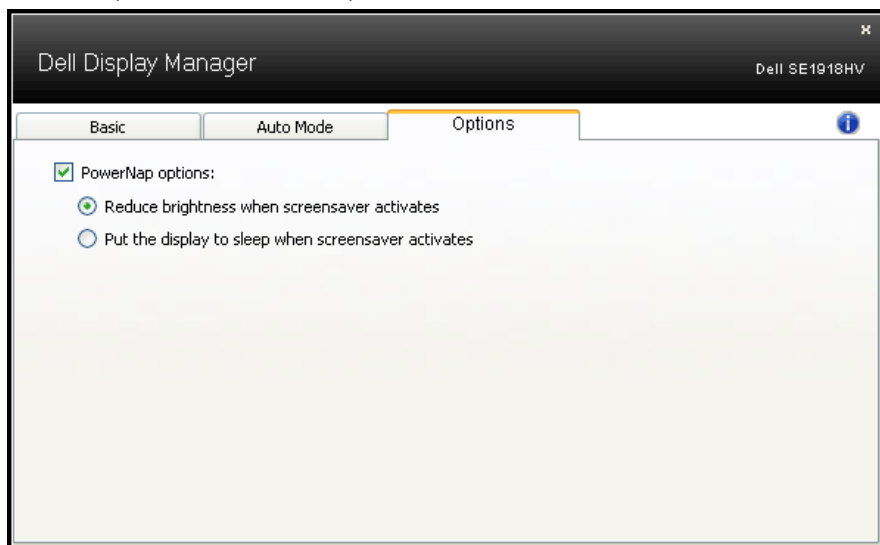 x
Dell Display Manager
Dell SE1918HV
Basic
Auto Mode
Options
i
PowerNap options:
Reduce brightness when screensaver activates
Put the display to sleep when screensaver activates